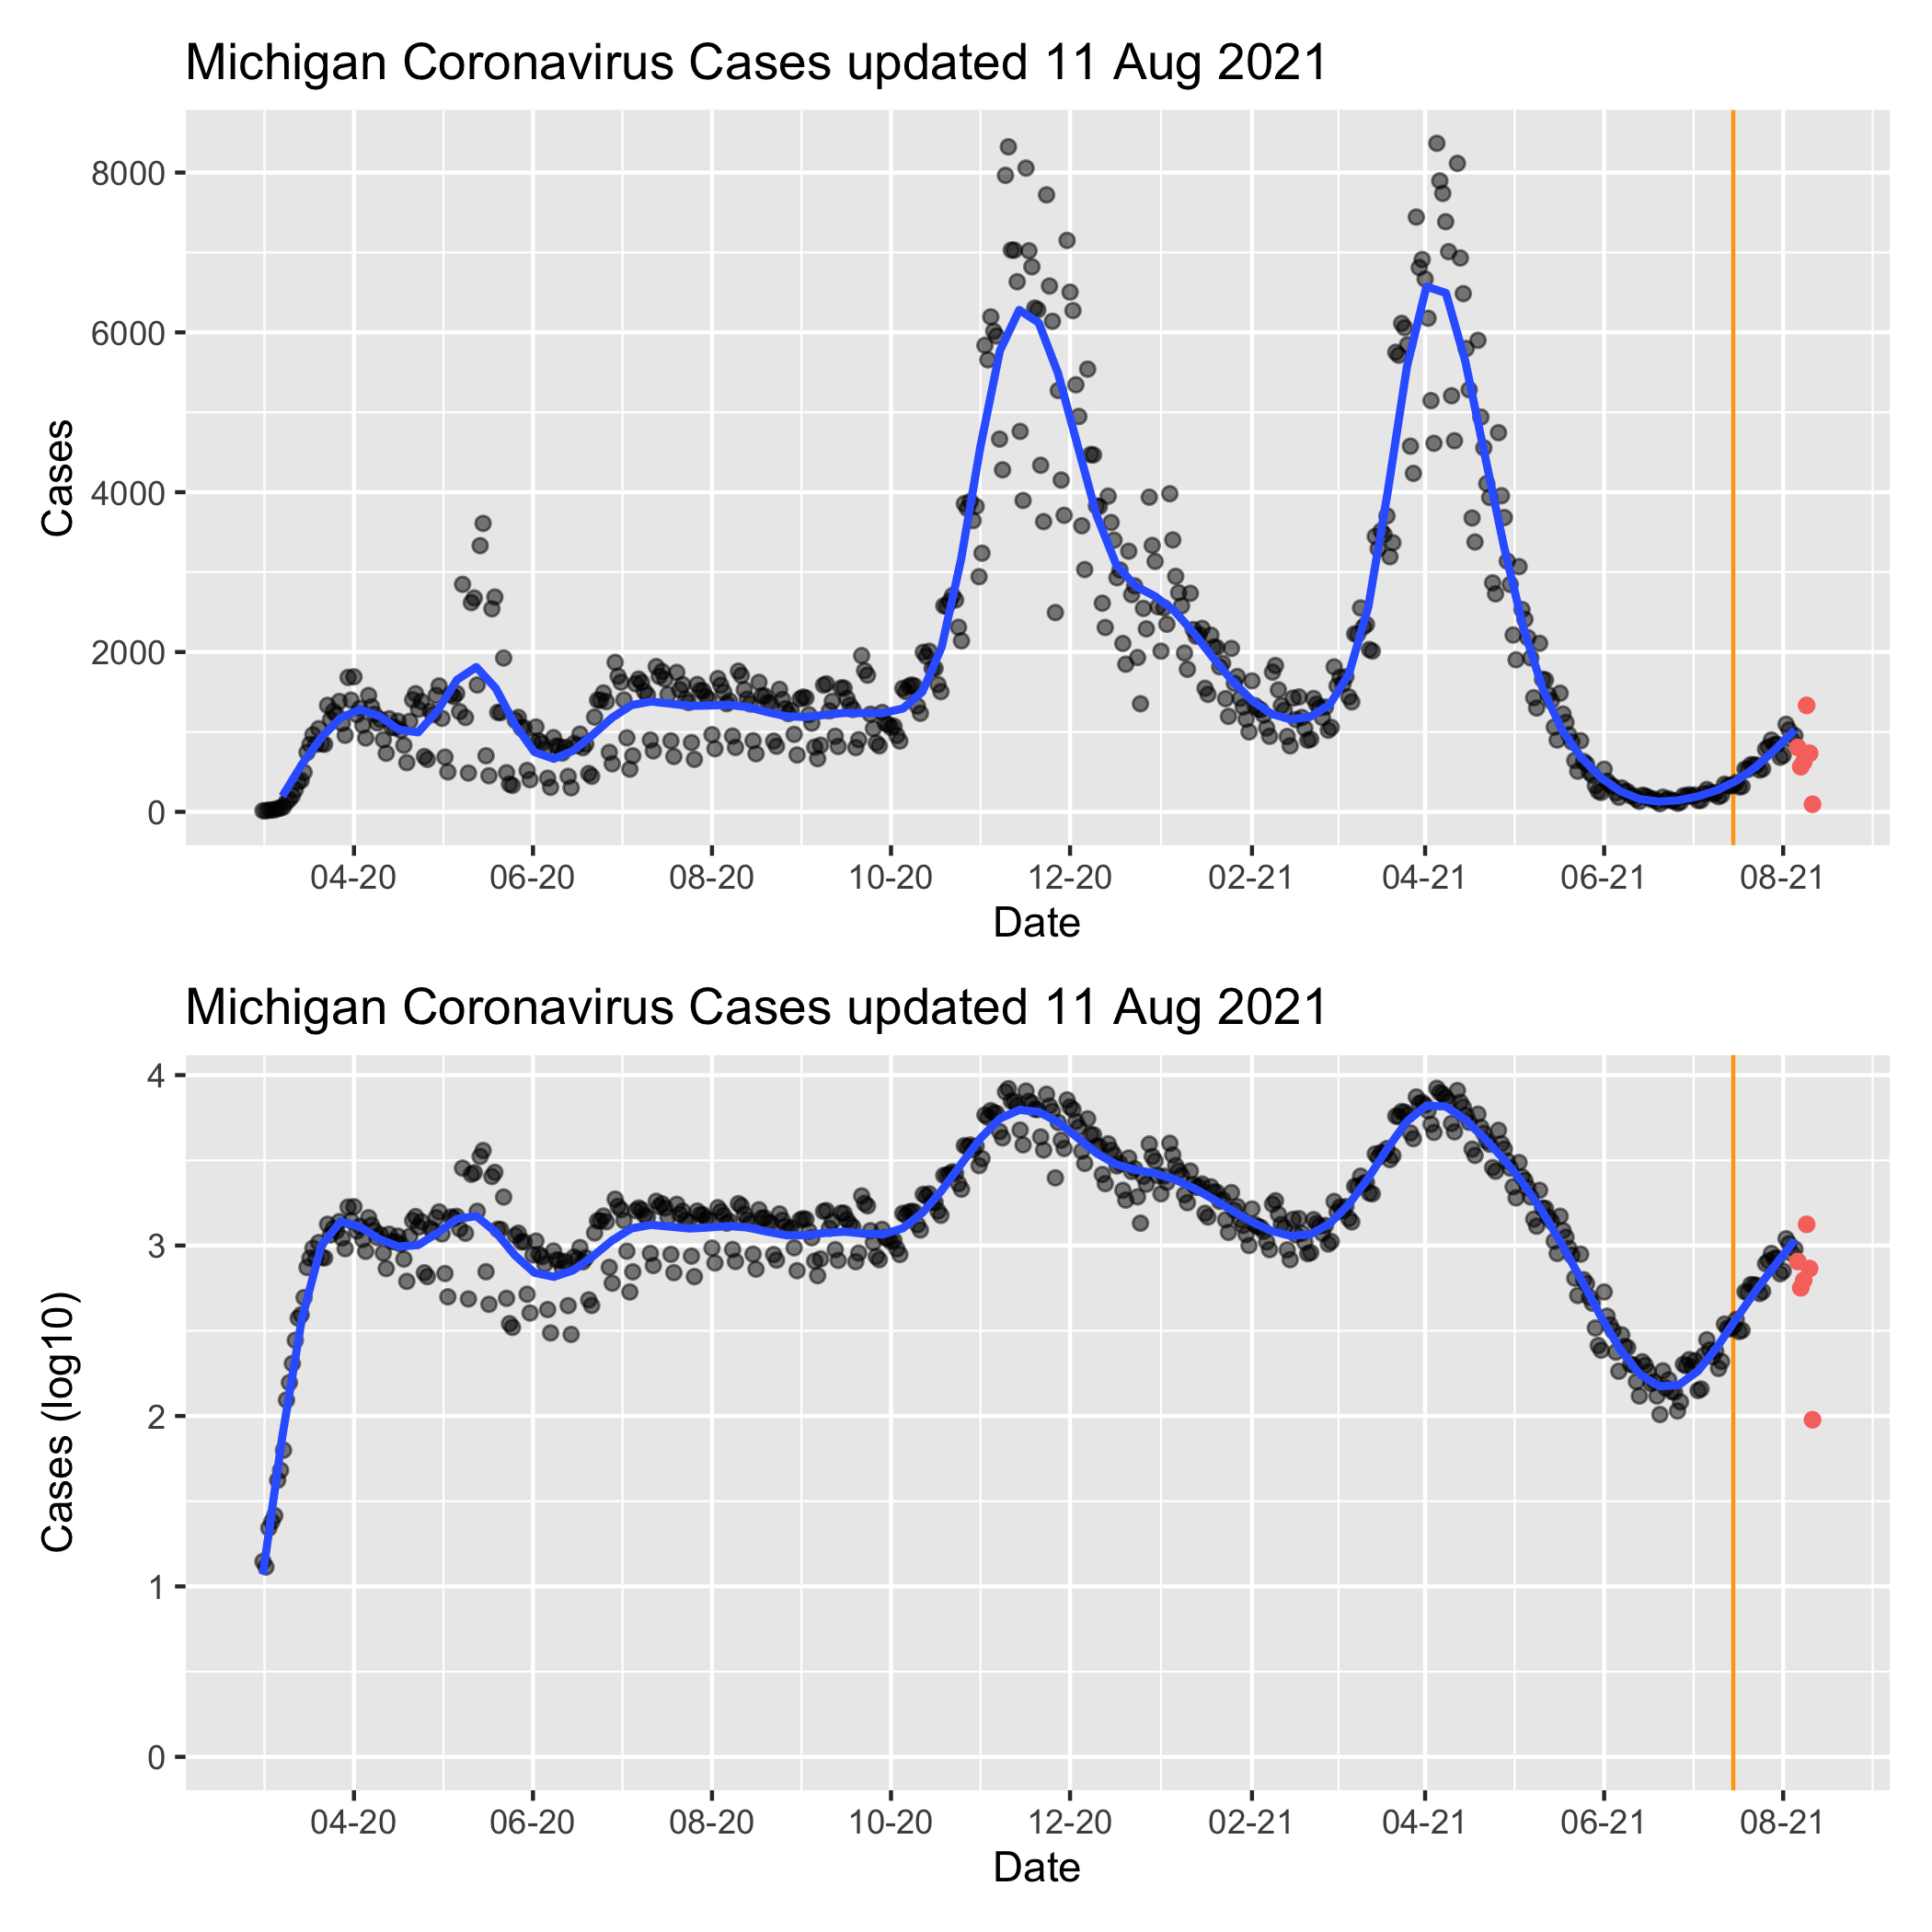 Michigan Coronavirus Cases updated 11 Aug 2021
8000
6000
4000
2000
0
Cases
04-20 06-20 08-20 10-20 12-20 02-21 04-21 06-21 08-21
Date
Michigan Coronavirus Cases updated 11 Aug 2021
4
3
2
1
0
Cases (log10)
04-20 06-20 08-20 10-20 12-20 02-21 04-21 06-21 08-21
Date